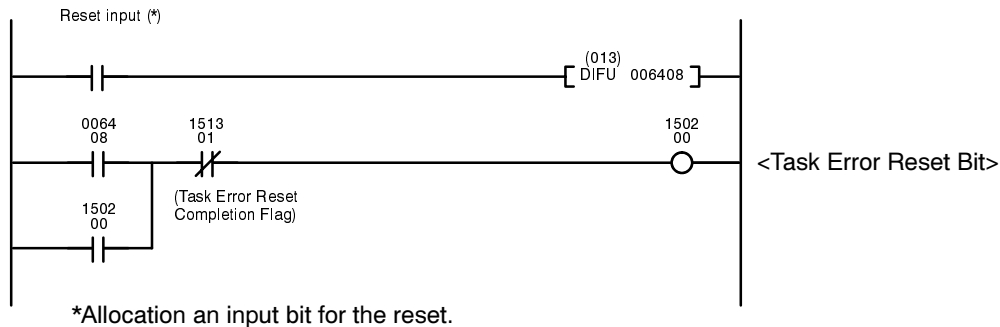 Reset input (*)
(013)
DIFU 006408
0064
08
1513
01
1502
00
<Task Error Reset Bit>
(Task Error Reset
Completion Flag)
1502
00
*Allocation an input bit for the reset.